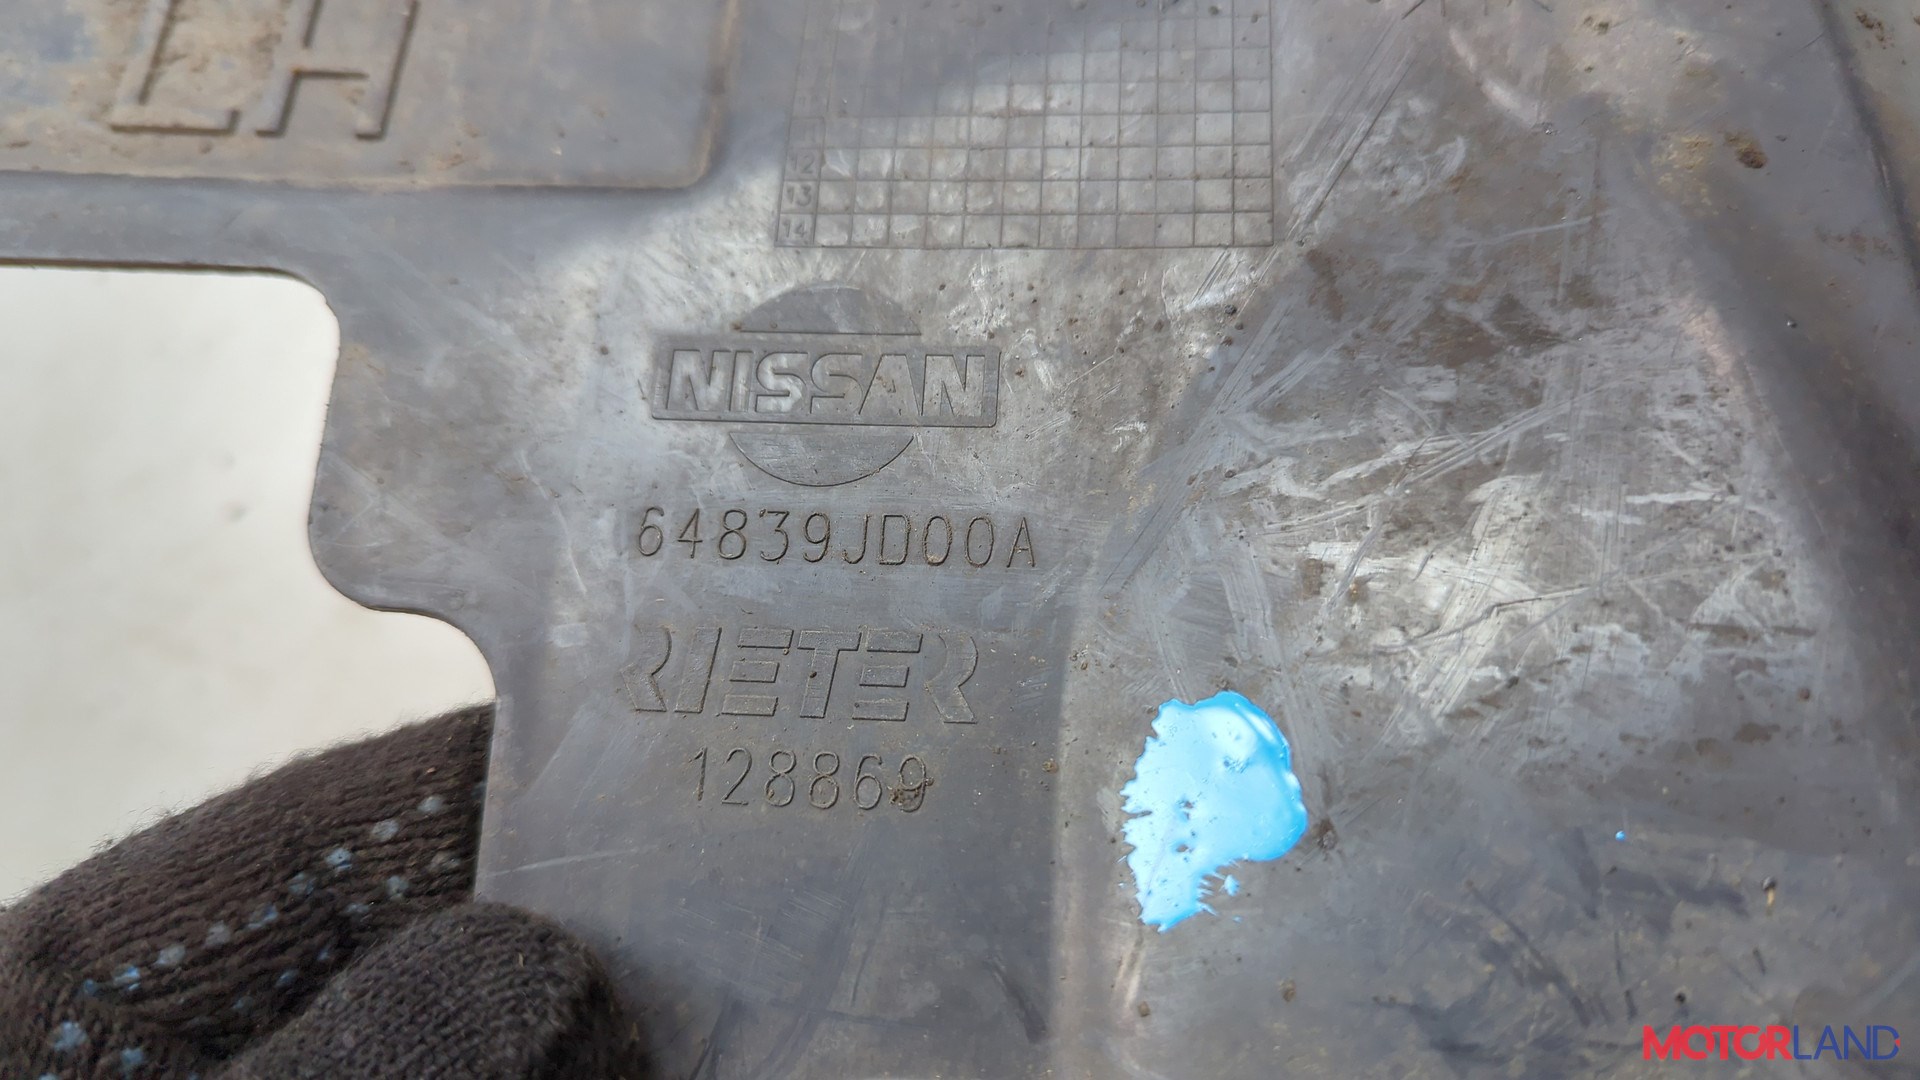 LH
12
13
14
NISSAN
64839JD00A
RIETER
128869
MOTORLAND